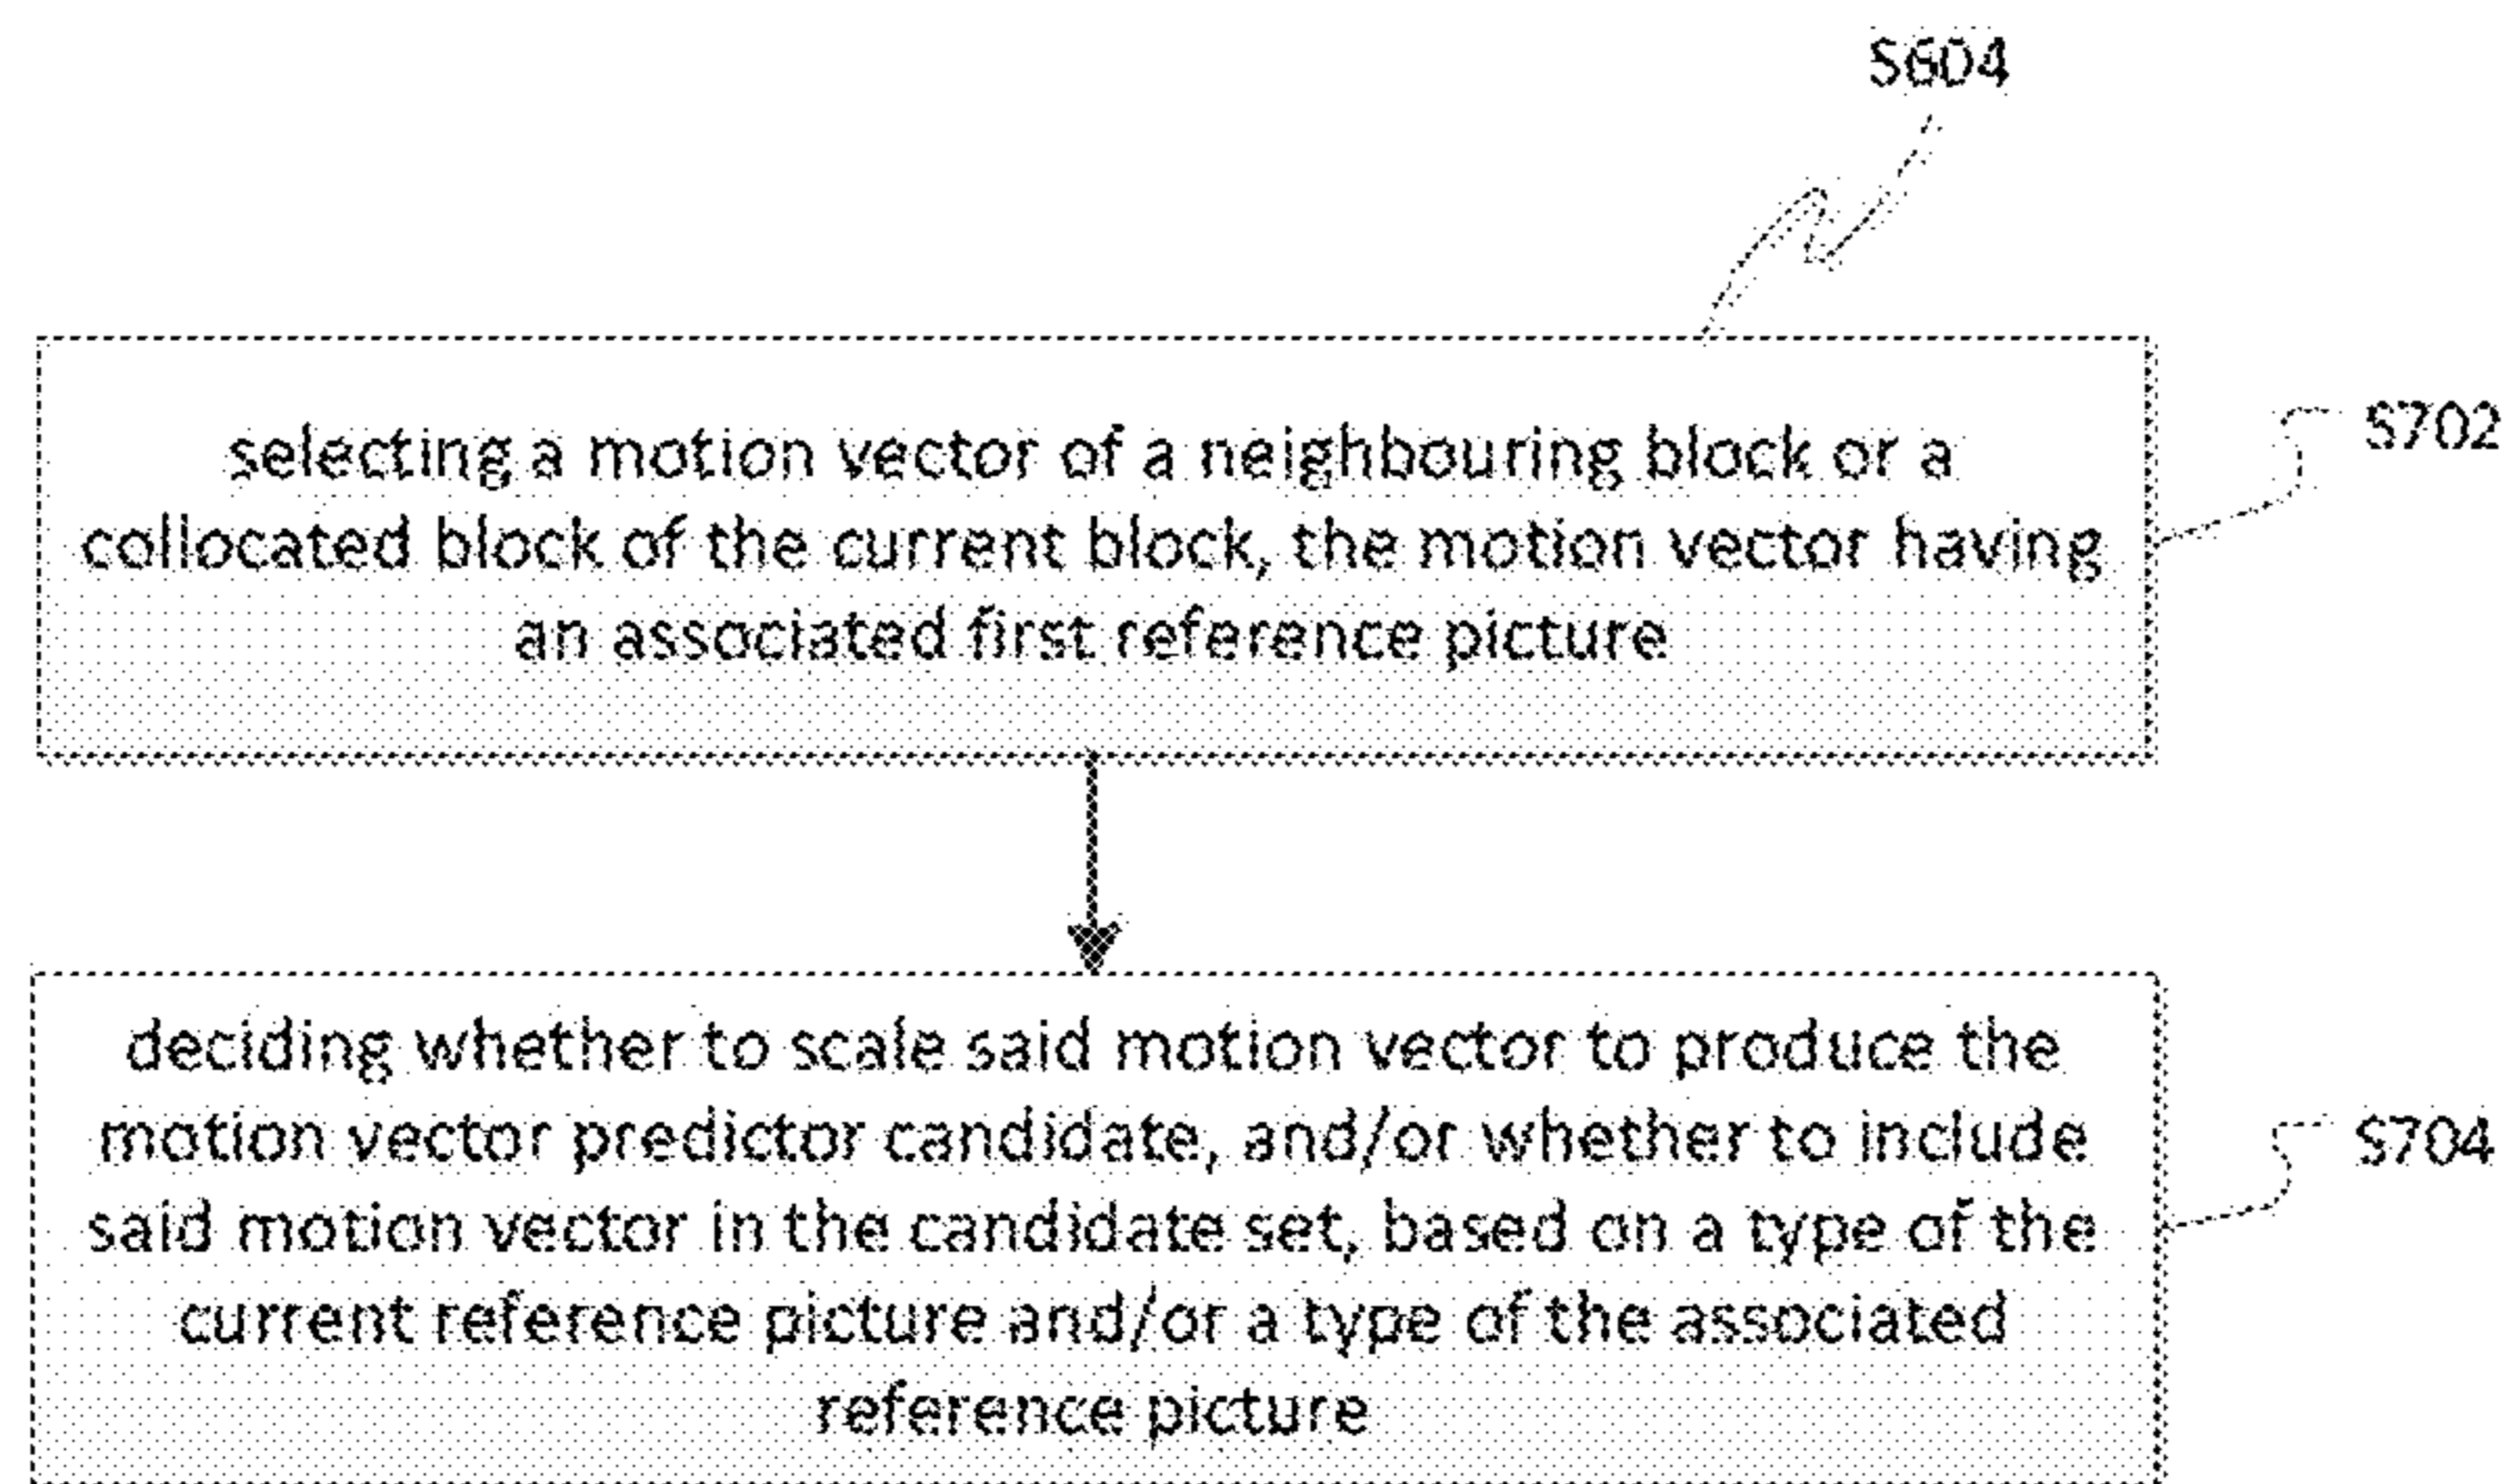 S604
selecting a motion vector of a neighbouring block or a
S702
collocated block of the current block, the motion vector having
an associated first reference picture
deciding whether to scale said motion vector to produce the
motion vector predictor candidate, and/or whether to include
S704
said motion vector in the candidate set, based on a type of the
current reference picture and/or a type of the associated
reference picture